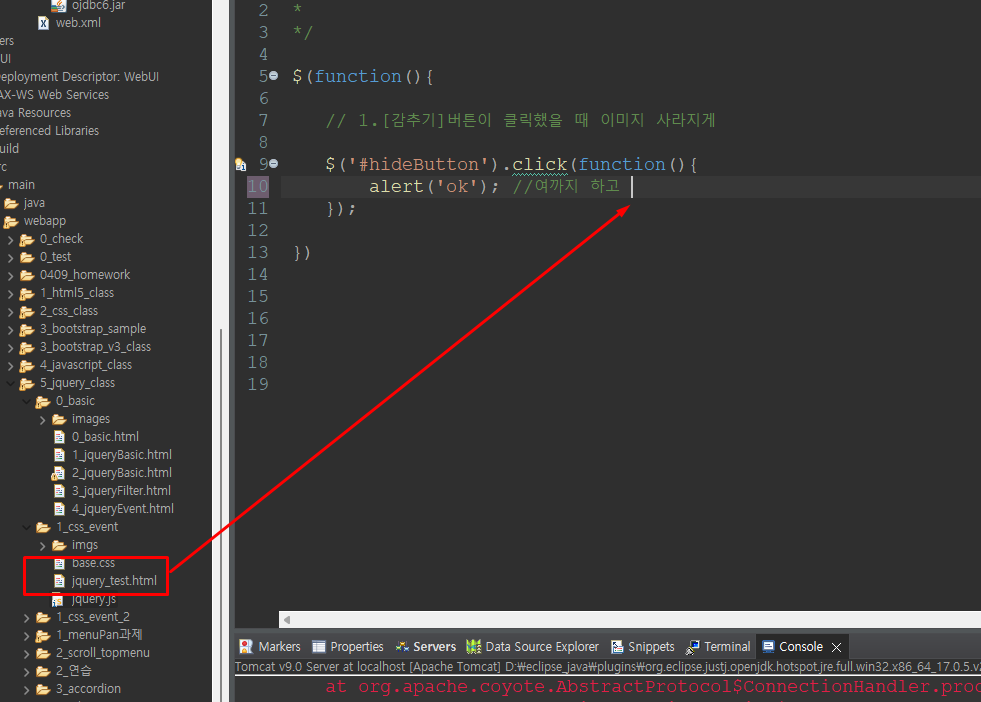 ojdbc6.jar
web.xml
ers
UI
eployment Descriptor: WebUI
AX-WS Web Services
ava Resources
eferenced Libraries
uild
rc
main
java
webapp
0_check
0_test
0409_homework
1_html5_class
2_css_class
3_bootstrap_sample
3_bootstrap_v3_class
4_javascript_class
5_jquery_class
0_basic
images
0_basic.html
1_jqueryBasic.html
2_jqueryBasic.html
3_jqueryFilter.html
4_jqueryEvent.html
1_css_event
imgs
base.css
jquery_test.html
jquery.js
1_css_event_2
1_menuPan과제
2_scroll_topmenu
2_연습
3_accordion
2 *
3 */
4
5 $(function(){
6
7 // 1.[감추기]버튼이 클릭했을 때 이미지 사라지게
8
9 $('#hideButton').click(function(){
10 alert('ok'); //여까지 하고
11 });
12
13 })
14
15
16
17
18
19
Markers Properties Servers Data Source Explorer Snippets Terminal Console
Tomcat v9.0 Server at localhost [Apache Tomcat] D:₩eclipse_java₩plugins₩org.eclipse.justj.openjdk.hotspot.jre.full.win32.x86_64_17.0.5.v2
at org.apache.coyote.AbstractProtocol$ConnectionHandler.proc